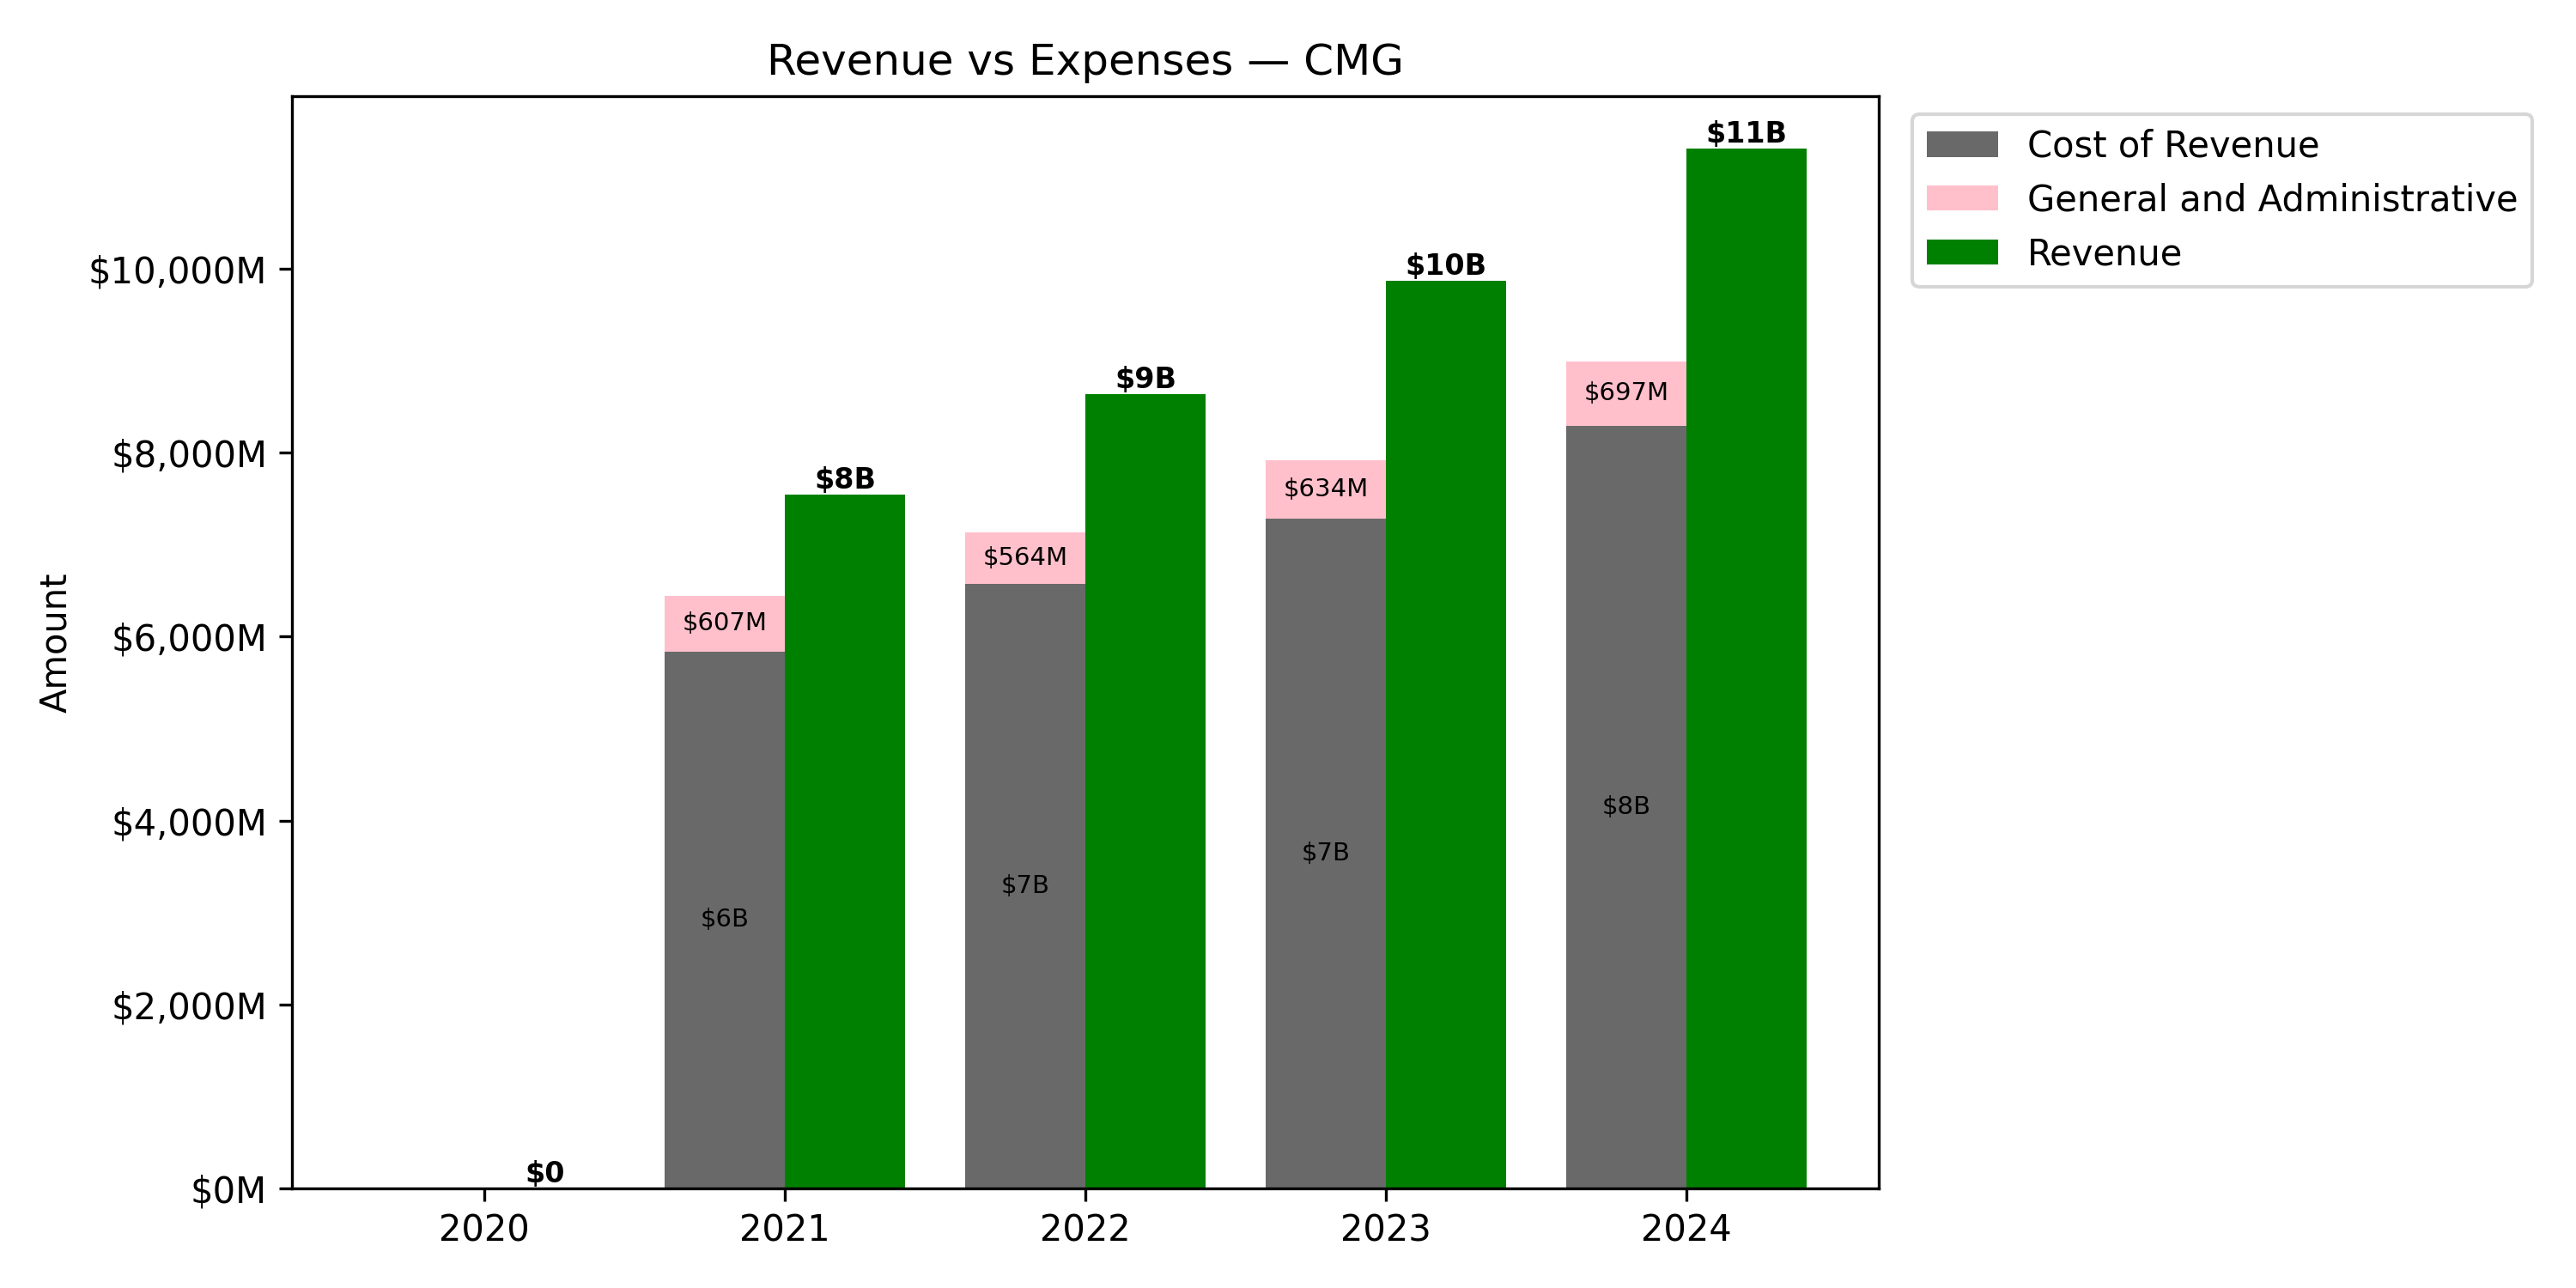 Revenue vs Expenses — CMG
Cost of Revenue
General and Administrative
Revenue
Amount
$10,000M
$8,000M
$6,000M
$4,000M
$2,000M
$0M
$0
$607M
$6B
$8B
$564M
$7B
$9B
$634M
$7B
$10B
$697M
$8B
$11B
2020
2021
2022
2023
2024